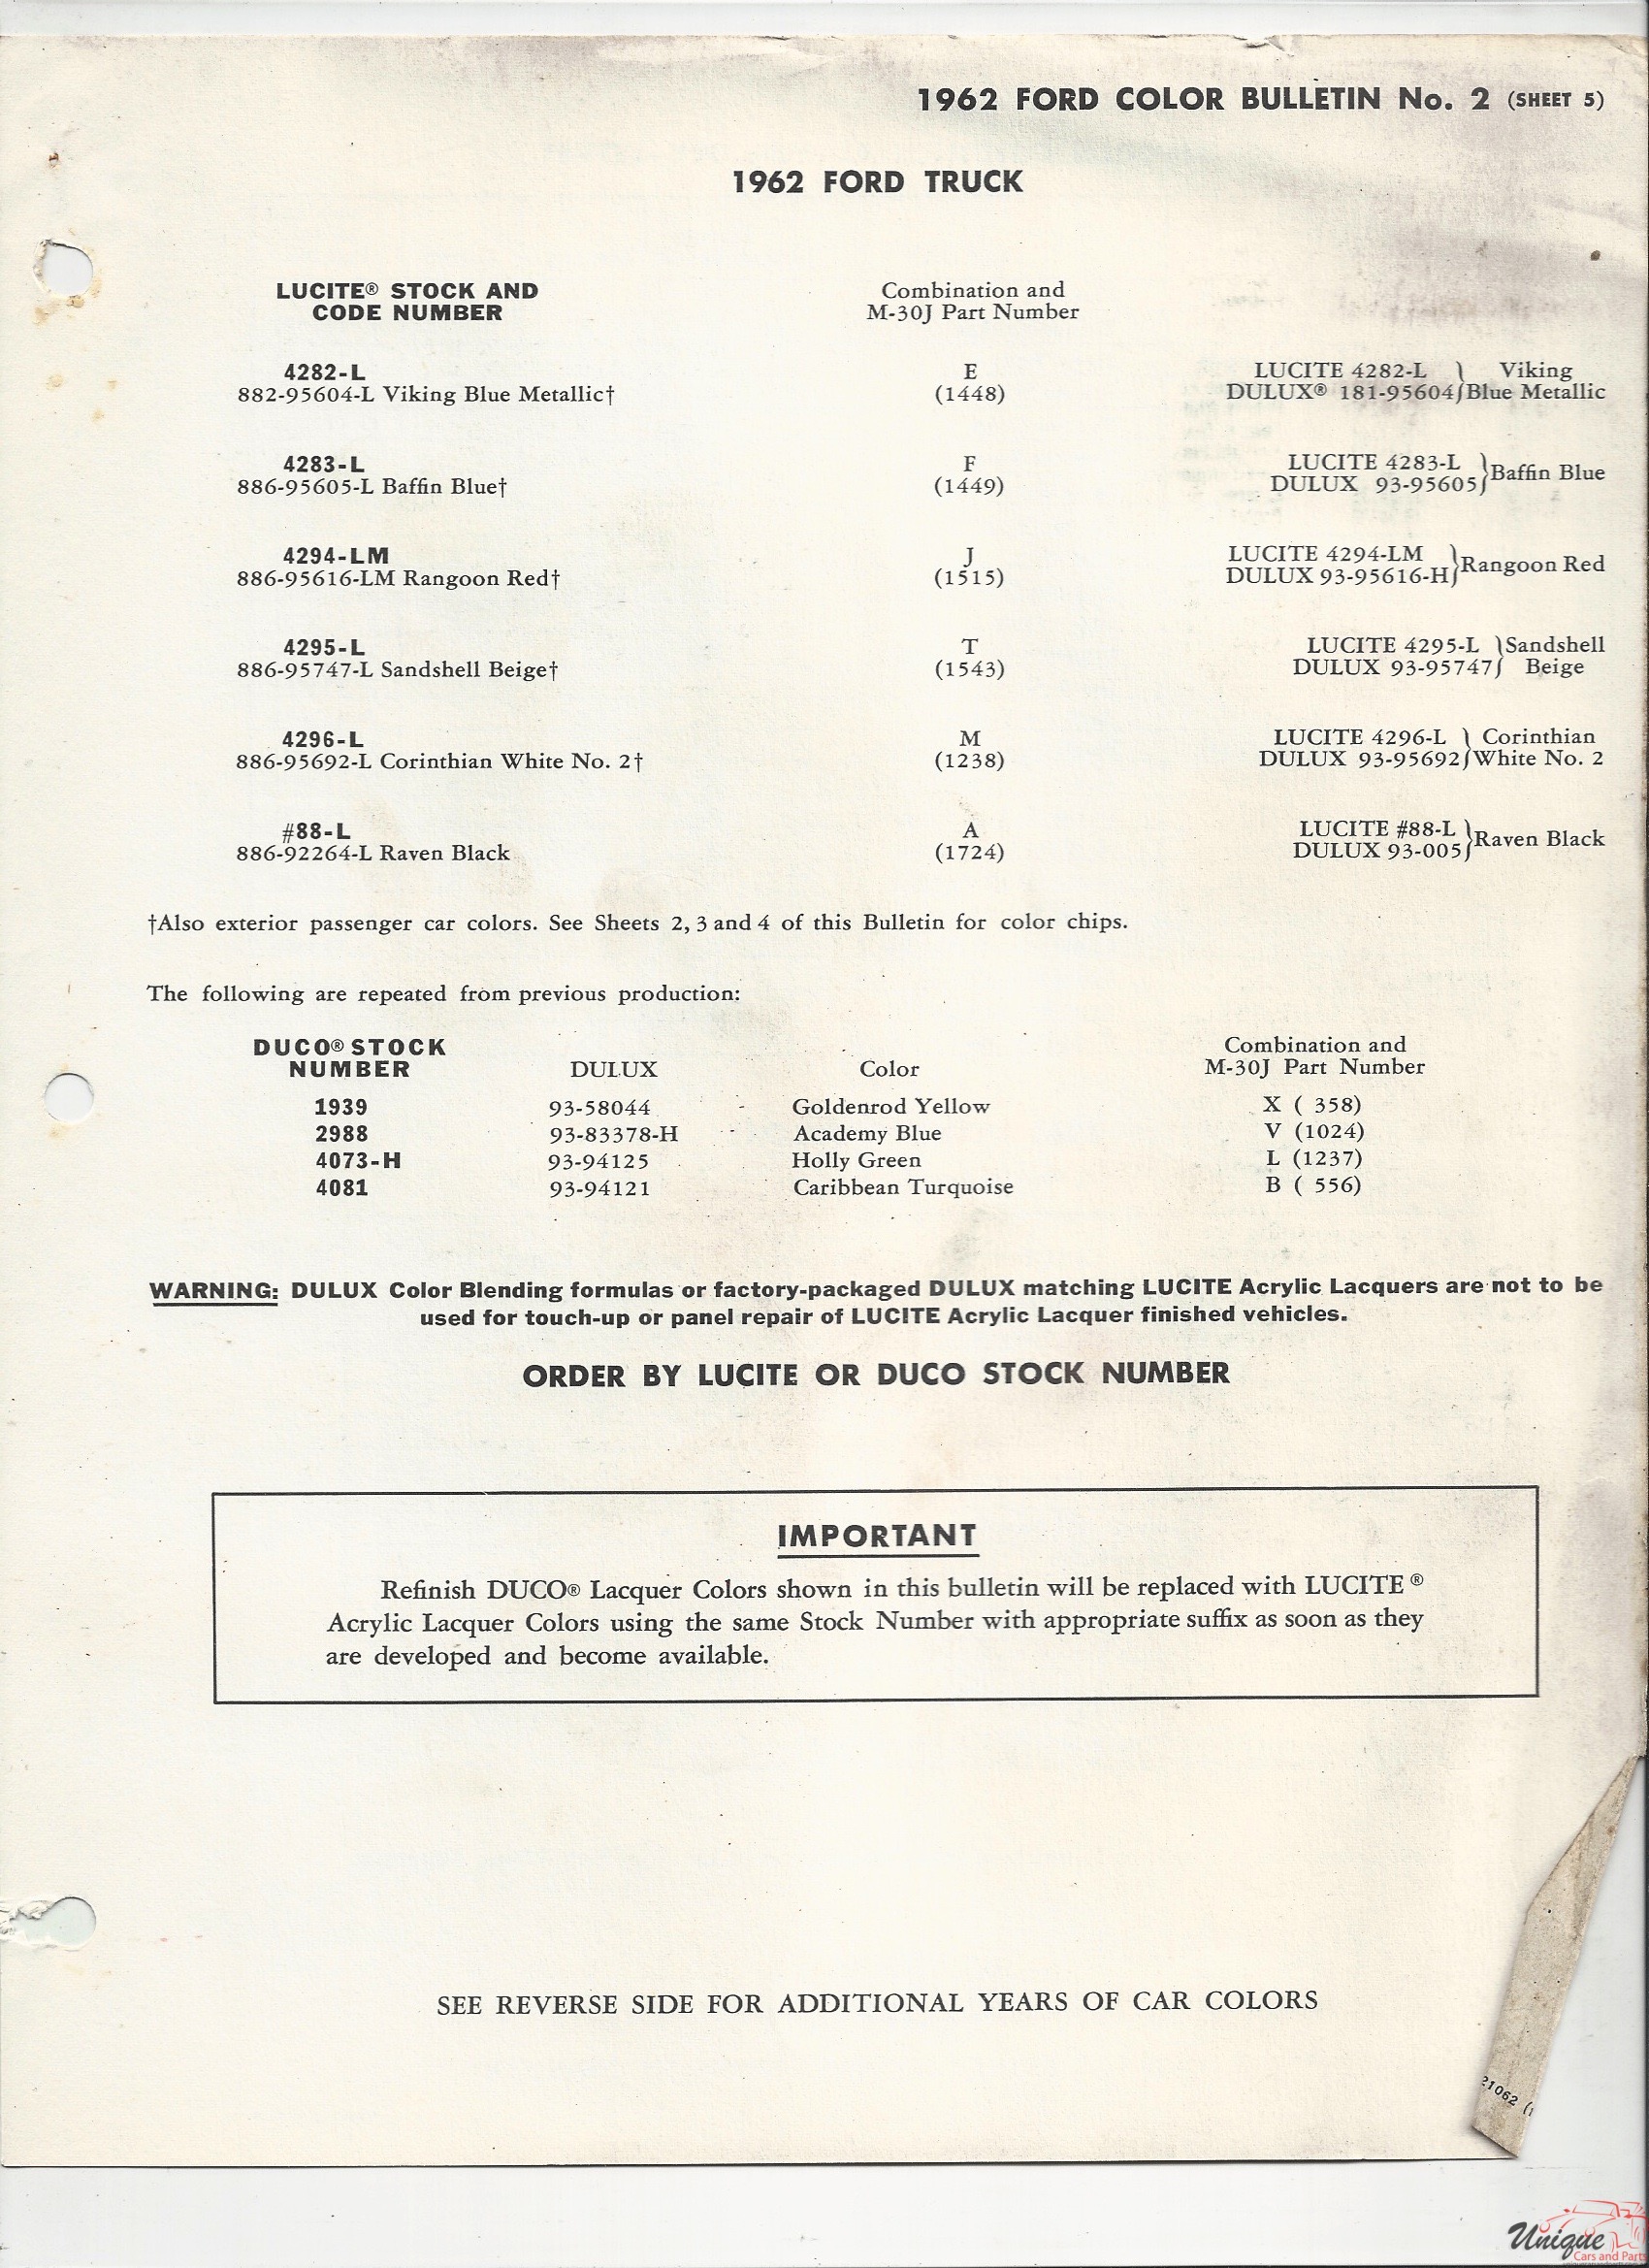 1962 FORD COLOR BULLETIN No. 2 (SHEET 5)
1962 FORD TRUCK
LUCITE® STOCK AND
CODE NUMBER
Combination and
M-30J Part Number
4282-L
882-95604-L Viking Blue Metallic†
E
(1448)
LUCITE 4282-L } Viking
DULUX® 181-95604 } Blue Metallic
4283-L
886-95605-L Baffin Blue†
F
(1449)
LUCITE 4283-L
DULUX 93-95605 } Baffin Blue
4294-LM
886-95616-LM Rangoon Red†
J
(1515)
LUCITE 4294-LM
DULUX 93-95616-H } Rangoon Red
4295-L
886-95747-L Sandshell Beige†
T
(1543)
LUCITE 4295-L } Sandshell
DULUX 93-95747 } Beige
4296-L
886-95692-L Corinthian White No. 2†
M
(1238)
LUCITE 4296-L } Corinthian
DULUX 93-95692 } White No. 2
#88-L
886-92264-L Raven Black
A
(1724)
LUCITE #88-L
DULUX 93-005 } Raven Black
†Also exterior passenger car colors. See Sheets 2, 3 and 4 of this Bulletin for color chips.
The following are repeated from previous production:
DUCO® STOCK
NUMBER
DULUX
Color
Combination and
M-30J Part Number
1939 93-58044 Goldenrod Yellow X ( 358)
2988 93-83378-H Academy Blue V (1024)
4073-H 93-94125 Holly Green L (1237)
4081 93-94121 Caribbean Turquoise B ( 556)
WARNING: DULUX Color Blending formulas or factory-packaged DULUX matching LUCITE Acrylic Lacquers are not to be
used for touch-up or panel repair of LUCITE Acrylic Lacquer finished vehicles.
ORDER BY LUCITE OR DUCO STOCK NUMBER
IMPORTANT
Refinish DUCO® Lacquer Colors shown in this bulletin will be replaced with LUCITE®
Acrylic Lacquer Colors using the same Stock Number with appropriate suffix as soon as they
are developed and become available.
SEE REVERSE SIDE FOR ADDITIONAL YEARS OF CAR COLORS
21062 (1
Unique
Cars and Parts